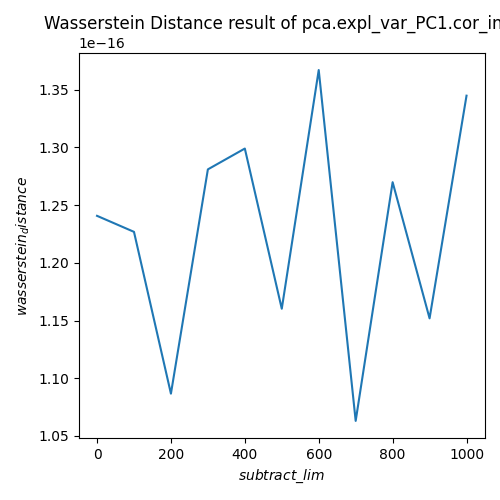 Wasserstein Distance result of pca.expl_var_PC1.cor_in
1e−16
1.35
1.30
1.25
1.20
1.15
1.10
1.05
wasserstein_distance
0 200 400 600 800 1000
subtract_lim